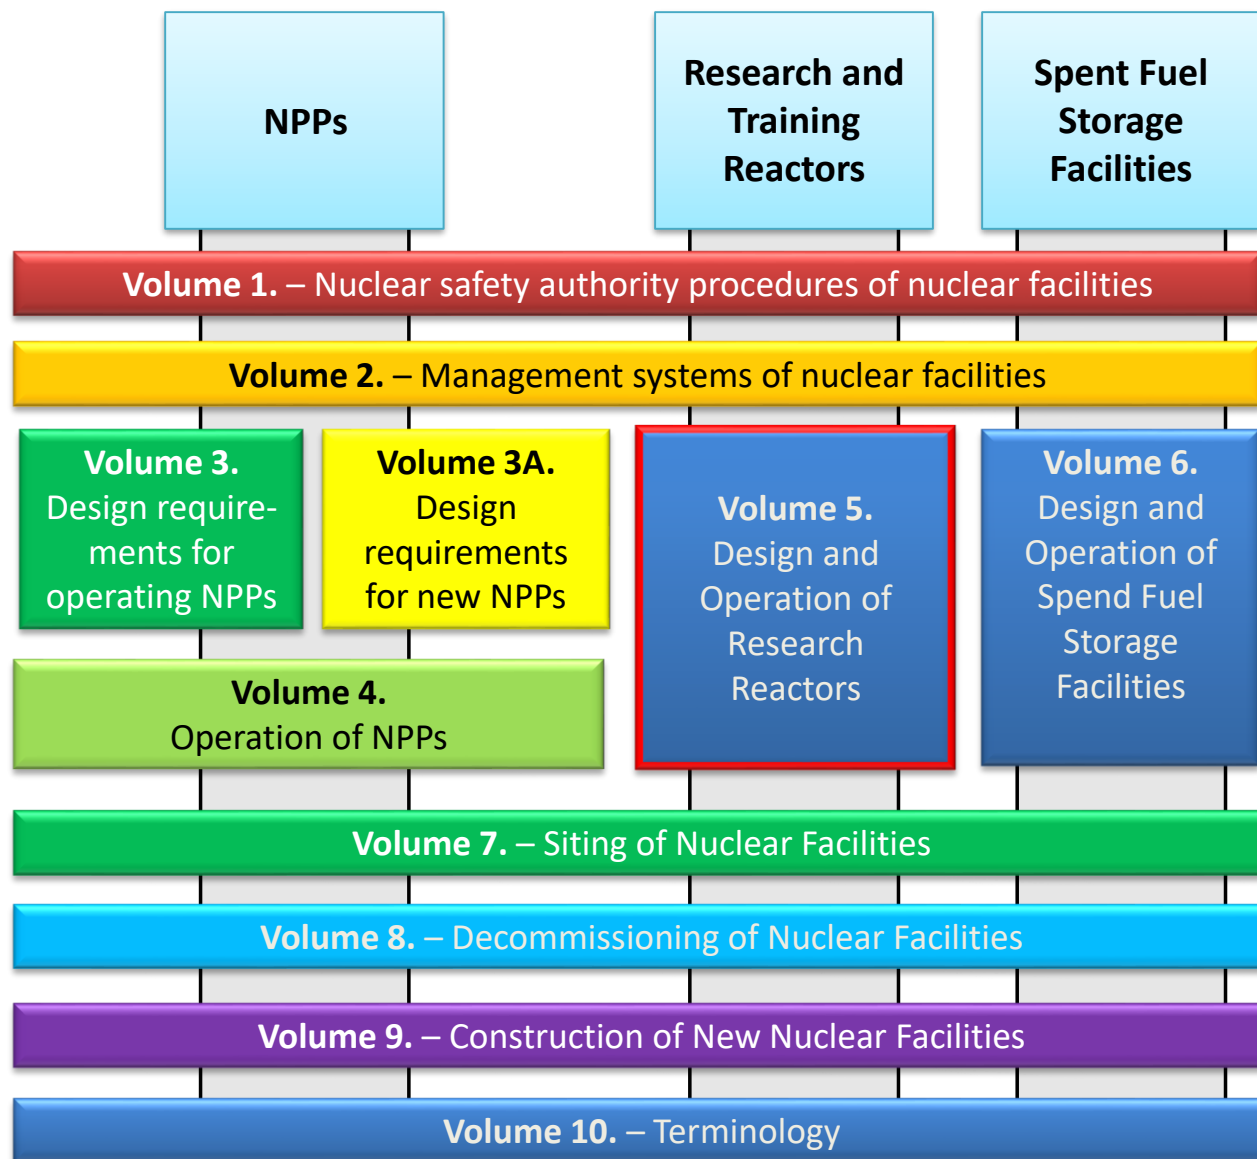 NPPs
Research and
Training
Reactors
Spent Fuel
Storage
Facilities
Volume 1. – Nuclear safety authority procedures of nuclear facilities
Volume 2. – Management systems of nuclear facilities
Volume 3.
Design require-
ments for
operating NPPs
Volume 3A.
Design
requirements
for new NPPs
Volume 4.
Operation of NPPs
Volume 5.
Design and
Operation of
Research
Reactors
Volume 6.
Design and
Operation of
Spend Fuel
Storage
Facilities
Volume 7. – Siting of Nuclear Facilities
Volume 8. – Decommissioning of Nuclear Facilities
Volume 9. – Construction of New Nuclear Facilities
Volume 10. – Terminology